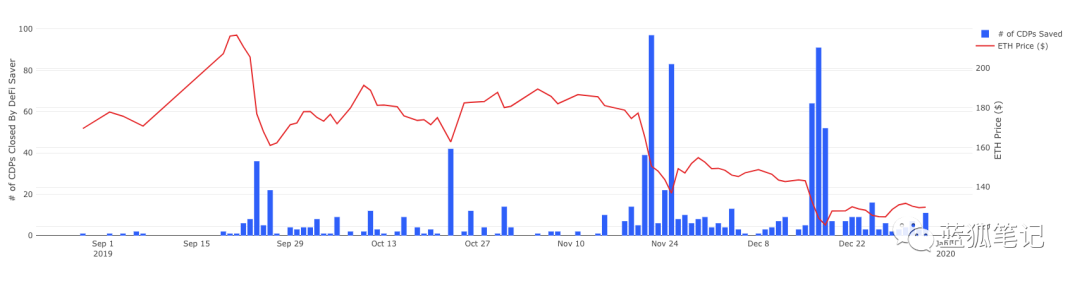 # of CDPs Saved
ETH Price ($)
# of CDPs Closed By DeFi Saver
100
80
60
40
20
0
200
180
160
140
ETH Price ($)
Sep 1
2019
Sep 15
Sep 29
Oct 13
Oct 27
Nov 10
Nov 24
Dec 8
Dec 22
2020
蓝狐笔记